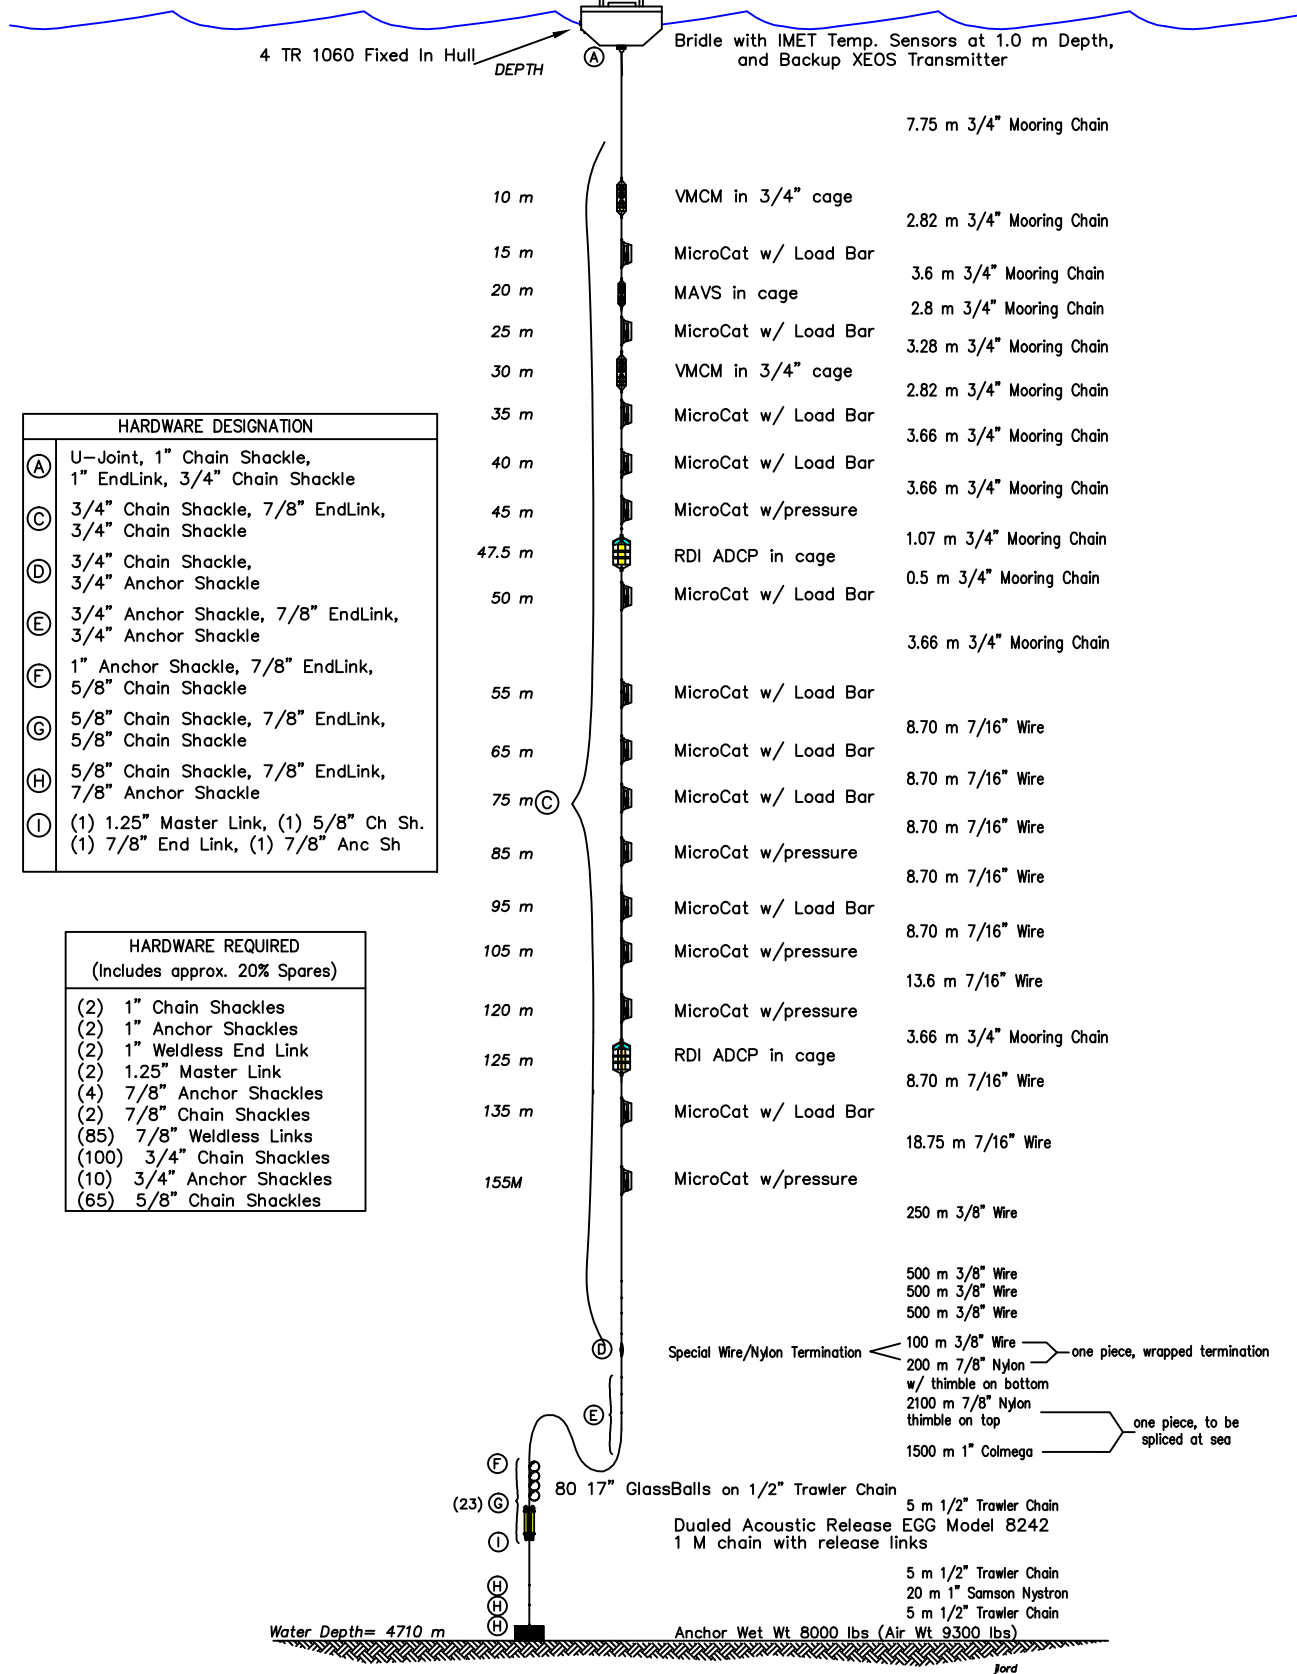 4 TR 1060 Fixed In Hull
DEPTH
A
Bridle with IMET Temp. Sensors at 1.0 m Depth,
and Backup XEOS Transmitter
7.75 m 3/4" Mooring Chain
10 m
VMCM in 3/4" cage
2.82 m 3/4" Mooring Chain
15 m
MicroCat w/ Load Bar
3.6 m 3/4" Mooring Chain
20 m
MAVS in cage
2.8 m 3/4" Mooring Chain
25 m
MicroCat w/ Load Bar
3.28 m 3/4" Mooring Chain
30 m
VMCM in 3/4" cage
2.82 m 3/4" Mooring Chain
35 m
MicroCat w/ Load Bar
3.66 m 3/4" Mooring Chain
40 m
MicroCat w/ Load Bar
3.66 m 3/4" Mooring Chain
45 m
MicroCat w/pressure
1.07 m 3/4" Mooring Chain
47.5 m
RDI ADCP in cage
0.5 m 3/4" Mooring Chain
50 m
MicroCat w/ Load Bar
3.66 m 3/4" Mooring Chain
55 m
MicroCat w/ Load Bar
8.70 m 7/16" Wire
65 m
MicroCat w/ Load Bar
8.70 m 7/16" Wire
75 m
C
MicroCat w/ Load Bar
8.70 m 7/16" Wire
85 m
MicroCat w/pressure
8.70 m 7/16" Wire
95 m
MicroCat w/ Load Bar
8.70 m 7/16" Wire
105 m
MicroCat w/pressure
13.6 m 7/16" Wire
120 m
MicroCat w/pressure
3.66 m 3/4" Mooring Chain
125 m
RDI ADCP in cage
8.70 m 7/16" Wire
135 m
MicroCat w/ Load Bar
18.75 m 7/16" Wire
155M
MicroCat w/pressure
250 m 3/8" Wire
500 m 3/8" Wire
500 m 3/8" Wire
500 m 3/8" Wire
D
Special Wire/Nylon Termination
100 m 3/8" Wire
200 m 7/8" Nylon
one piece, wrapped termination
w/ thimble on bottom
2100 m 7/8" Nylon
thimble on top
E
1500 m 1" Colmega
one piece, to be
spliced at sea
F
80 17" GlassBalls on 1/2" Trawler Chain
(23) G
5 m 1/2" Trawler Chain
Dualed Acoustic Release EGG Model 8242
1 M chain with release links
I
5 m 1/2" Trawler Chain
H
20 m 1" Samson Nystron
H
5 m 1/2" Trawler Chain
H
Water Depth= 4710 m
Anchor Wet Wt 8000 lbs (Air Wt 9300 lbs)
jlord
HARDWARE DESIGNATION
A
U-Joint, 1" Chain Shackle,
1" EndLink, 3/4" Chain Shackle
C
3/4" Chain Shackle, 7/8" EndLink,
3/4" Chain Shackle
D
3/4" Chain Shackle,
3/4" Anchor Shackle
E
3/4" Anchor Shackle, 7/8" EndLink,
3/4" Anchor Shackle
F
1" Anchor Shackle, 7/8" EndLink,
5/8" Chain Shackle
G
5/8" Chain Shackle, 7/8" EndLink,
5/8" Chain Shackle
H
5/8" Chain Shackle, 7/8" EndLink,
7/8" Anchor Shackle
I
(1) 1.25" Master Link, (1) 5/8" Ch Sh.
(1) 7/8" End Link, (1) 7/8" Anc Sh
HARDWARE REQUIRED
(Includes approx. 20% Spares)
(2) 1" Chain Shackles
(2) 1" Anchor Shackles
(2) 1" Weldless End Link
(2) 1.25" Master Link
(4) 7/8" Anchor Shackles
(2) 7/8" Chain Shackles
(85) 7/8" Weldless Links
(100) 3/4" Chain Shackles
(10) 3/4" Anchor Shackles
(65) 5/8" Chain Shackles